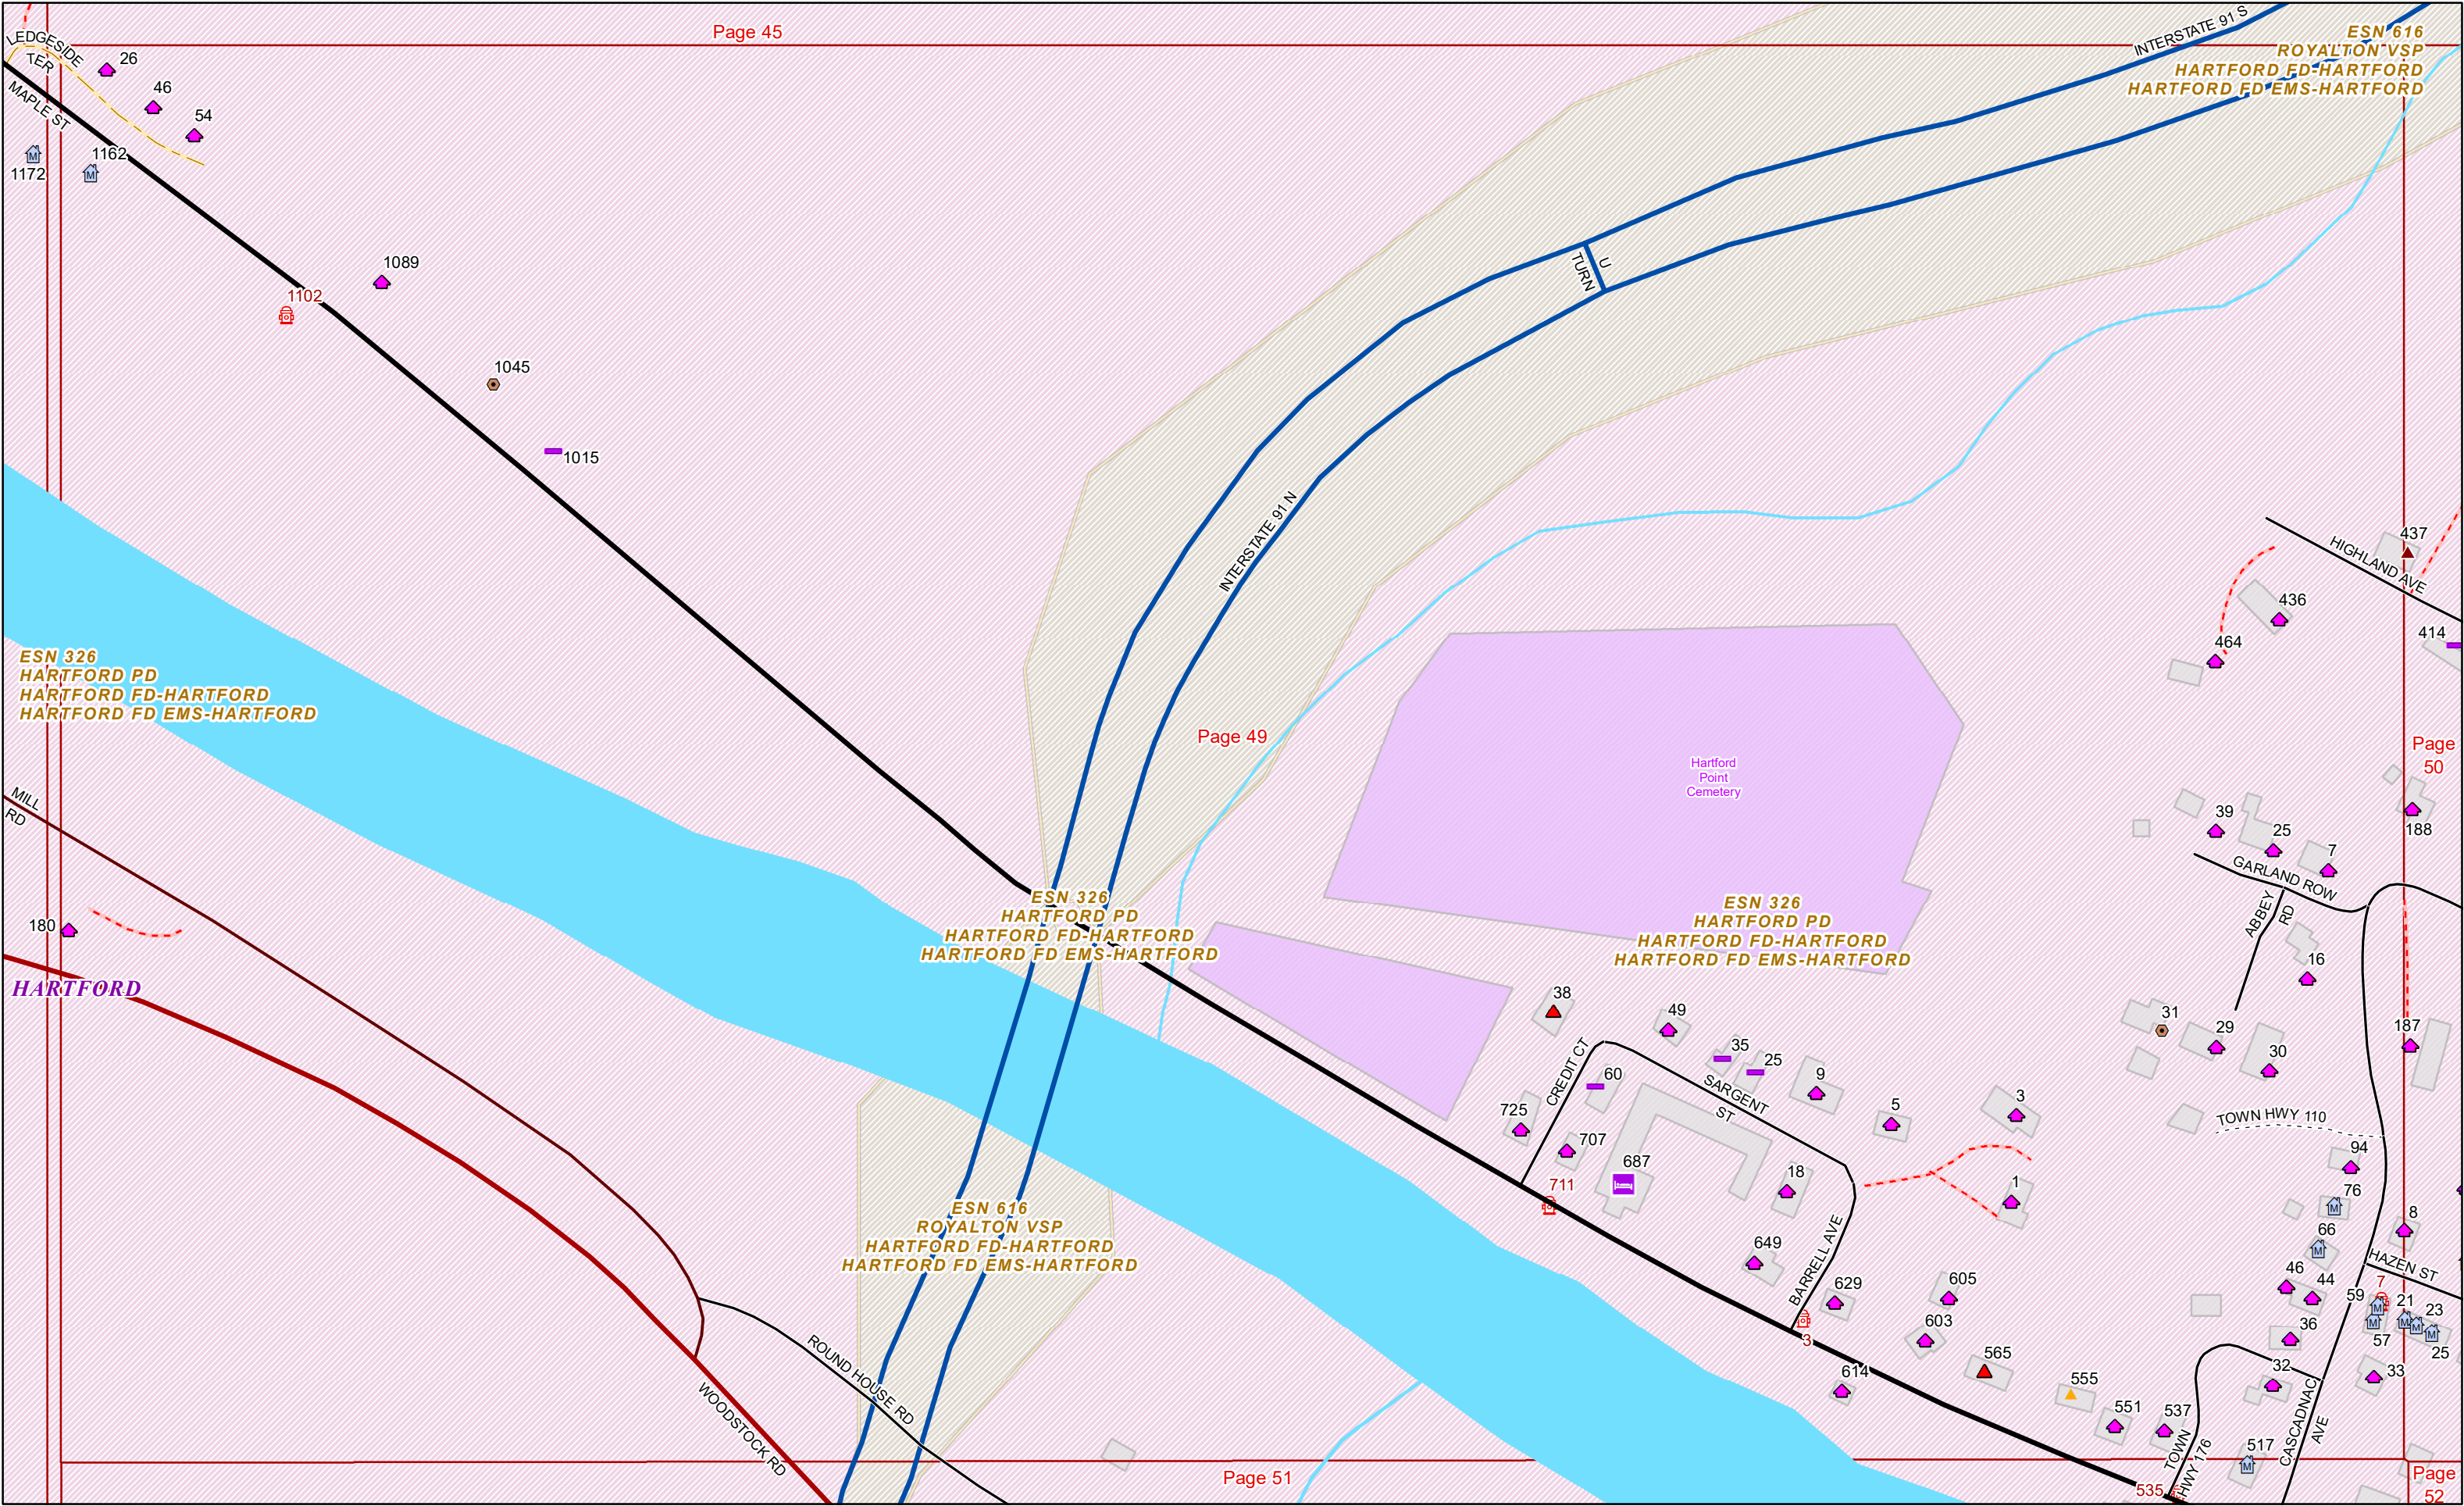 Page 45
INTERSTATE 91 S
ESN 616
ROYALTON VSP
HARTFORD FD-HARTFORD
HARTFORD FD EMS-HARTFORD
LEDGESIDE
TER
26
46
54
MAPLE ST
1162
M
1172
M
1089
1102
1045
1015
U
TURN
INTERSTATE 91 N
437
HIGHLAND AVE
436
464
414
ESN 326
HARTFORD PD
HARTFORD FD-HARTFORD
HARTFORD FD EMS-HARTFORD
Page 49
Hartford
Point
Cemetery
Page
50
MILL
RD
39
25
7
188
GARLAND ROW
180
HARTFORD
ESN 326
HARTFORD PD
HARTFORD FD-HARTFORD
HARTFORD FD EMS-HARTFORD
ESN 326
HARTFORD PD
HARTFORD FD-HARTFORD
HARTFORD FD EMS-HARTFORD
ABBEY
RD
16
38
49
31
29
187
30
35
25
60
9
CREDIT CT
SARGENT
ST
725
5
3
TOWN HWY 110
707
94
687
18
1
711
76
M
8
66
M
ESN 616
ROYALTON VSP
HARTFORD FD-HARTFORD
HARTFORD FD EMS-HARTFORD
649
BARRELL AVE
HAZEN ST
46
44
7
59
M
21
M
23
M
629
605
603
3
57
M
25
M
36
ROUND HOUSE RD
565
614
32
33
WOODSTOCK RD
555
551
537
CASCADNAC
AVE
TOWN
HWY 176
517
M
Page 51
535
Page
52